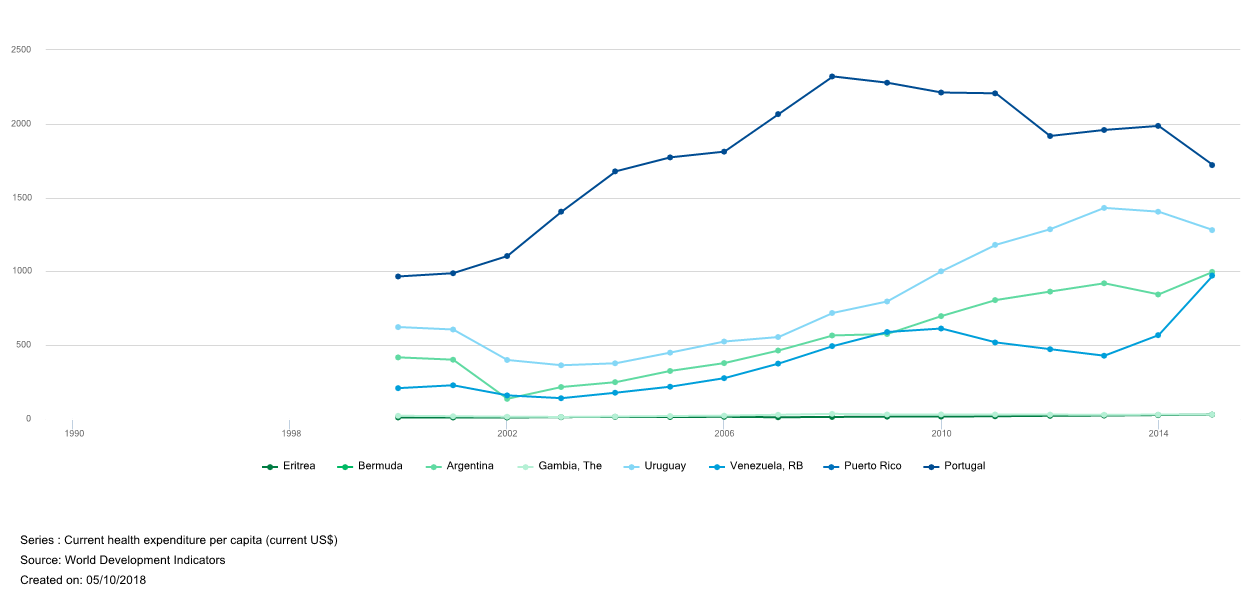 2500
2000
1500
1000
500
0
1990 1998 2002 2006 2010 2014
Eritrea Bermuda Argentina Gambia, The Uruguay Venezuela, RB Puerto Rico Portugal
Series : Current health expenditure per capita (current US$)
Source: World Development Indicators
Created on: 05/10/2018